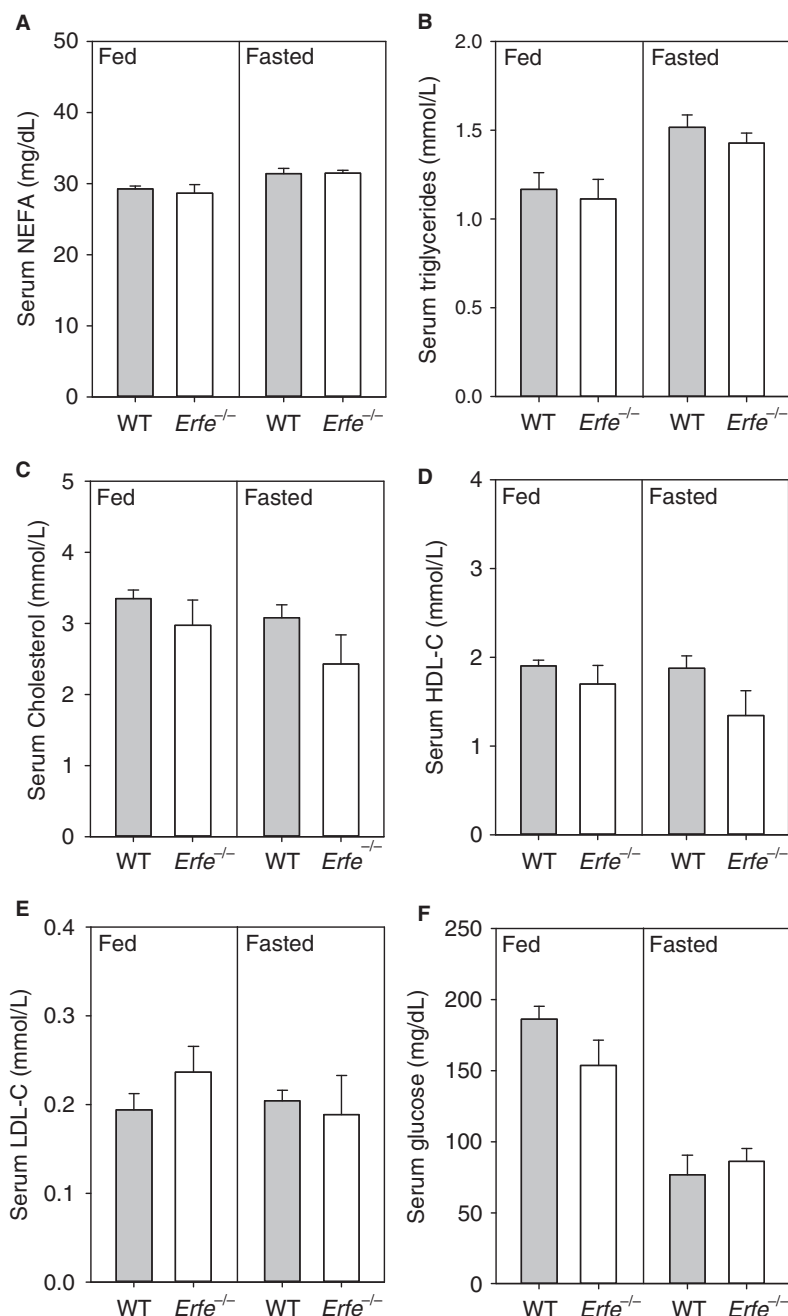 A
Serum NEFA (mg/dL)
50
40
30
20
10
0
Fed
Fasted
WT
Erfe⁻/⁻
WT
Erfe⁻/⁻
B
Serum triglycerides (mmol/L)
2.0
1.5
1.0
0.5
0.0
Fed
Fasted
WT
Erfe⁻/⁻
WT
Erfe⁻/⁻
C
Serum Cholesterol (mmol/L)
5
4
3
2
1
0
Fed
Fasted
WT
Erfe⁻/⁻
WT
Erfe⁻/⁻
D
Serum HDL-C (mmol/L)
4
3
2
1
0
Fed
Fasted
WT
Erfe⁻/⁻
WT
Erfe⁻/⁻
E
Serum LDL-C (mmol/L)
0.4
0.3
0.2
0.1
0.0
Fed
Fasted
WT
Erfe⁻/⁻
WT
Erfe⁻/⁻
F
Serum glucose (mg/dL)
250
200
150
100
50
0
Fed
Fasted
WT
Erfe⁻/⁻
WT
Erfe⁻/⁻